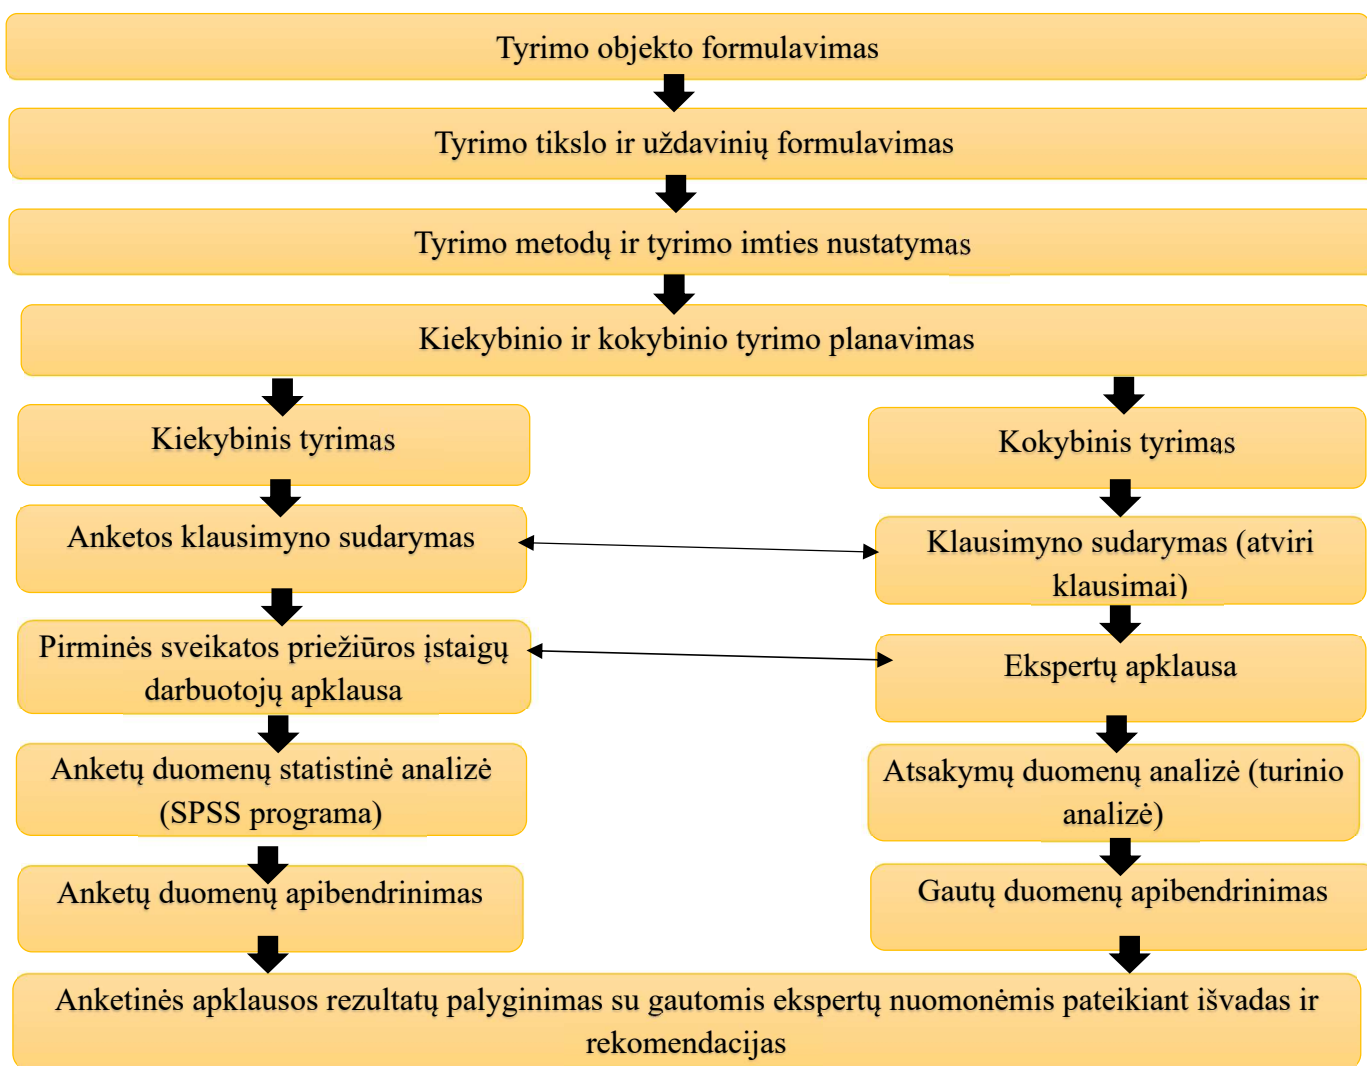 Tyrimo objekto formulavimas
Tyrimo tikslo ir uždavinių formulavimas
Tyrimo metodų ir tyrimo imties nustatymas
Kiekybinio ir kokybinio tyrimo planavimas
Kiekybinis tyrimas
Kokybinis tyrimas
Anketos klausimyno sudarymas
Klausimyno sudarymas (atviri
klausimai)
Pirminės sveikatos priežiūros įstaigų
darbuotojų apklausa
Ekspertų apklausa
Anketų duomenų statistinė analizė
(SPSS programa)
Atsakymų duomenų analizė (turinio
analizė)
Anketų duomenų apibendrinimas
Gautų duomenų apibendrinimas
Anketinės apklausos rezultatų palyginimas su gautomis ekspertų nuomonėmis pateikiant išvadas ir
rekomendacijas